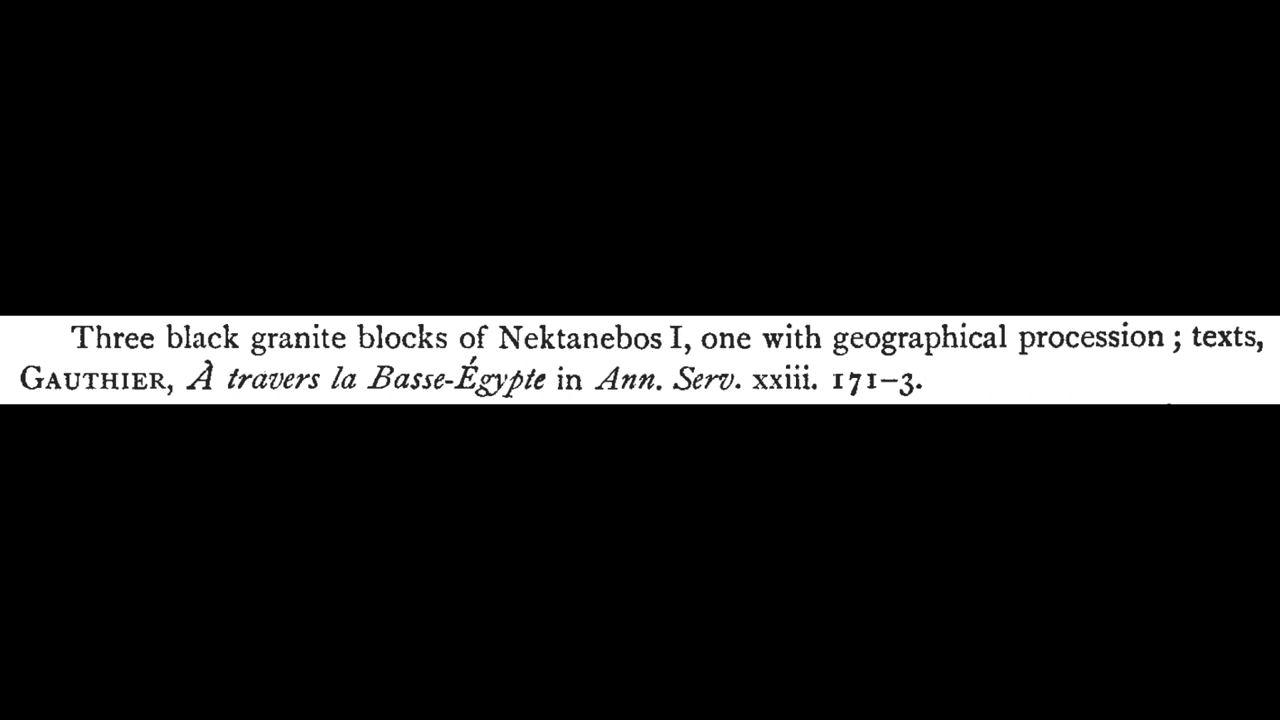 Three black granite blocks of Nektanebos I, one with geographical procession ; texts,
GAUTHIER, À travers la Basse-Égypte in Ann. Serv. xxiii. 171–3.